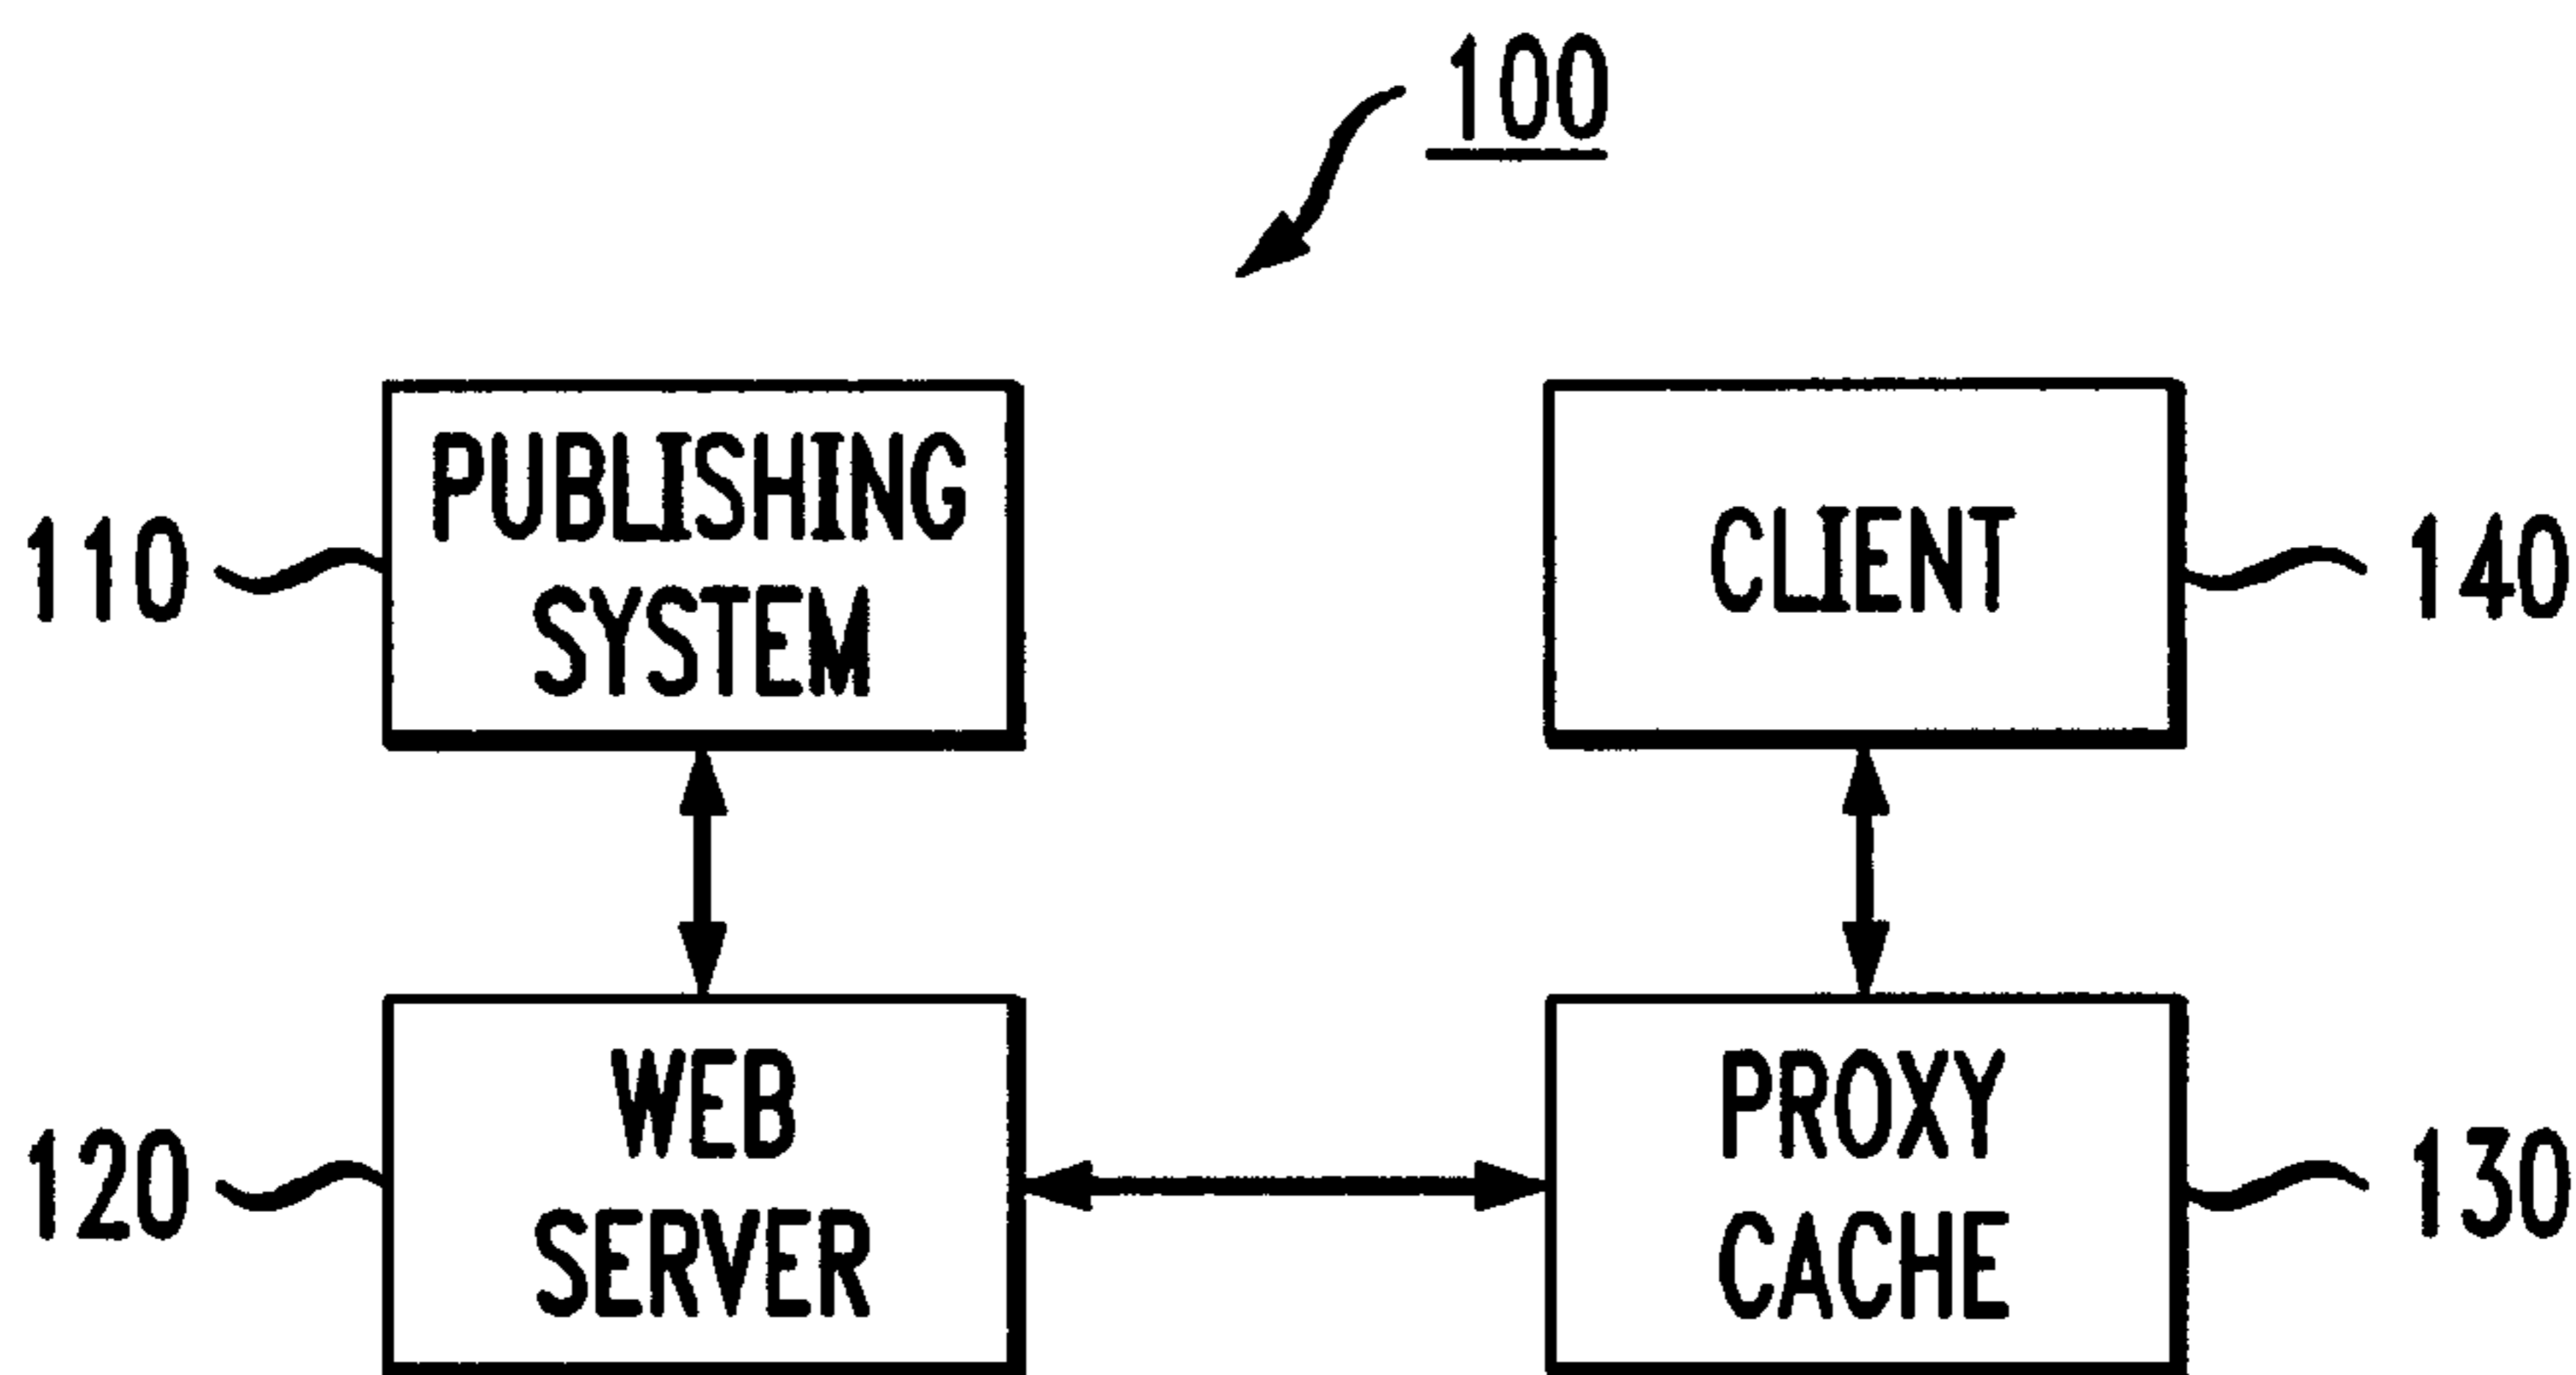 100
PUBLISHING
SYSTEM
110
CLIENT
140
WEB
SERVER
120
PROXY
CACHE
130